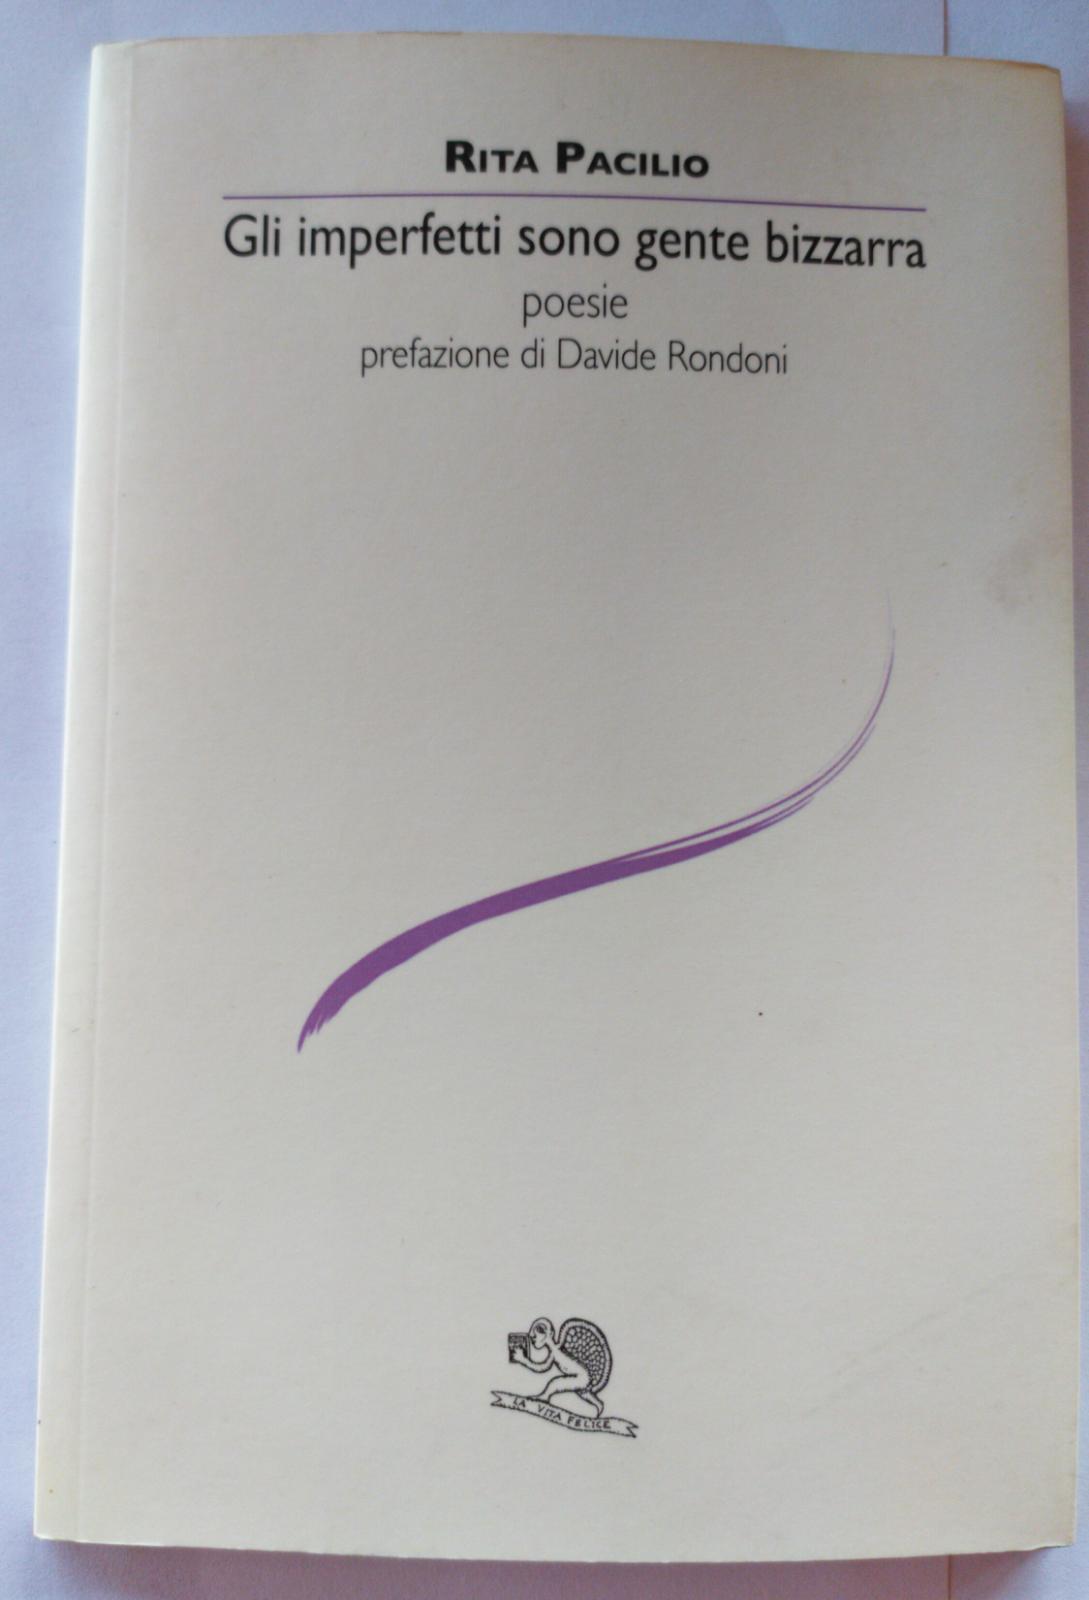 RITA PACILIO
Gli imperfetti sono gente bizzarra
poesie
prefazione di Davide Rondoni
LA VITA FELICE